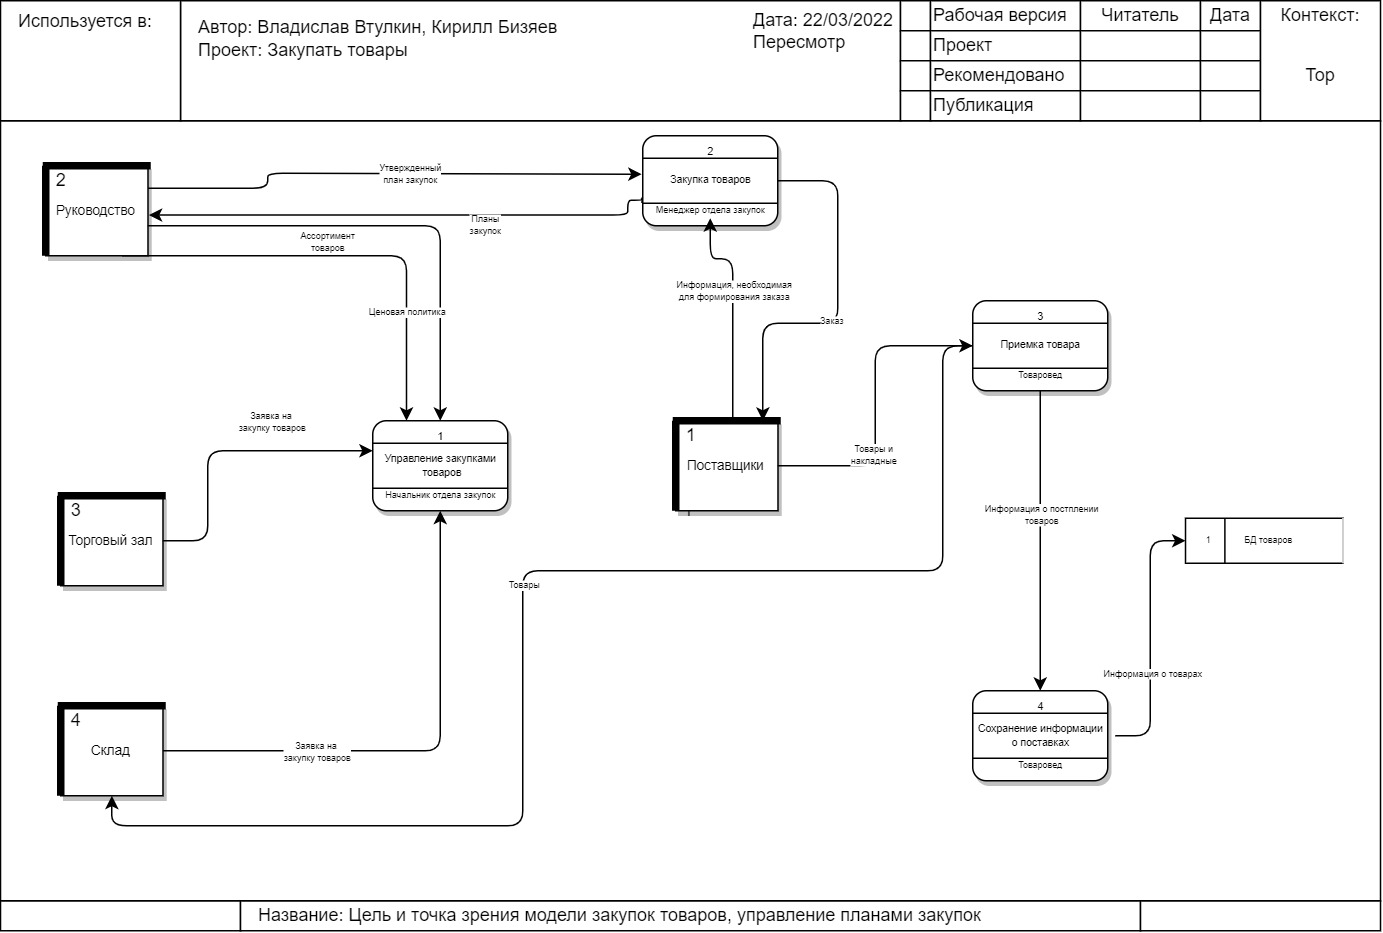 Используется в:
Автор: Владислав Втулкин, Кирилл Бизяев
Проект: Закупать товары
Дата: 22/03/2022
Пересмотр
Рабочая версия
Читатель
Дата
Контекст:
Проект
Рекомендовано
Top
Публикация
2
Руководство
Утвержденный
план закупок
2
Закупка товаров
Менеджер отдела закупок
Планы
закупок
Ассортимент
товаров
Ценовая политика
Информация, необходимая
для формирования заказа
Заказ
3
Приемка товара
Товаровед
Заявка на
закупку товаров
1
Управление закупками
товаров
Начальник отдела закупок
1
Поставщики
Товары и
накладные
3
Торговый зал
Информация о постплении
товаров
1
БД товаров
Товары
Информация о товарах
4
Склад
Заявка на
закупку товаров
4
Сохранение информации
о поставках
Товаровед
Название: Цель и точка зрения модели закупок товаров, управление планами закупок